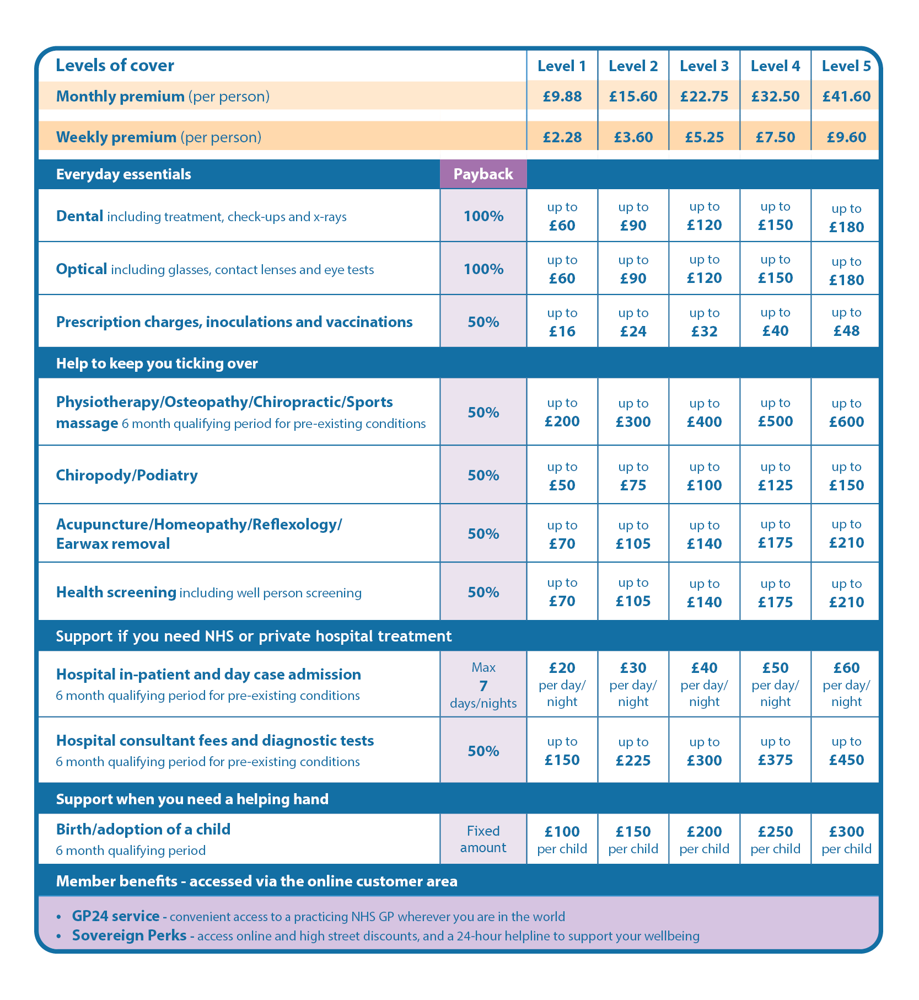 Levels of cover Level 1 Level 2 Level 3 Level 4 Level 5
Monthly premium (per person) £9.88 £15.60 £22.75 £32.50 £41.60
Weekly premium (per person) £2.28 £3.60 £5.25 £7.50 £9.60
Everyday essentials Payback
Dental including treatment, check-ups and x-rays 100% up to £60 up to £90 up to £120 up to £150 up to £180
Optical including glasses, contact lenses and eye tests 100% up to £60 up to £90 up to £120 up to £150 up to £180
Prescription charges, inoculations and vaccinations 50% up to £16 up to £24 up to £32 up to £40 up to £48
Help to keep you ticking over
Physiotherapy/Osteopathy/Chiropractic/Sports
massage 6 month qualifying period for pre-existing conditions 50% up to £200 up to £300 up to £400 up to £500 up to £600
Chiropody/Podiatry 50% up to £50 up to £75 up to £100 up to £125 up to £150
Acupuncture/Homeopathy/Reflexology/
Earwax removal 50% up to £70 up to £105 up to £140 up to £175 up to £210
Health screening including well person screening 50% up to £70 up to £105 up to £140 up to £175 up to £210
Support if you need NHS or private hospital treatment
Hospital in-patient and day case admission
6 month qualifying period for pre-existing conditions Max 7 days/nights £20 per day/ night £30 per day/ night £40 per day/ night £50 per day/ night £60 per day/ night
Hospital consultant fees and diagnostic tests
6 month qualifying period for pre-existing conditions 50% up to £150 up to £225 up to £300 up to £375 up to £450
Support when you need a helping hand
Birth/adoption of a child
6 month qualifying period Fixed amount £100 per child £150 per child £200 per child £250 per child £300 per child
Member benefits - accessed via the online customer area
• GP24 service - convenient access to a practicing NHS GP wherever you are in the world
• Sovereign Perks - access online and high street discounts, and a 24-hour helpline to support your wellbeing